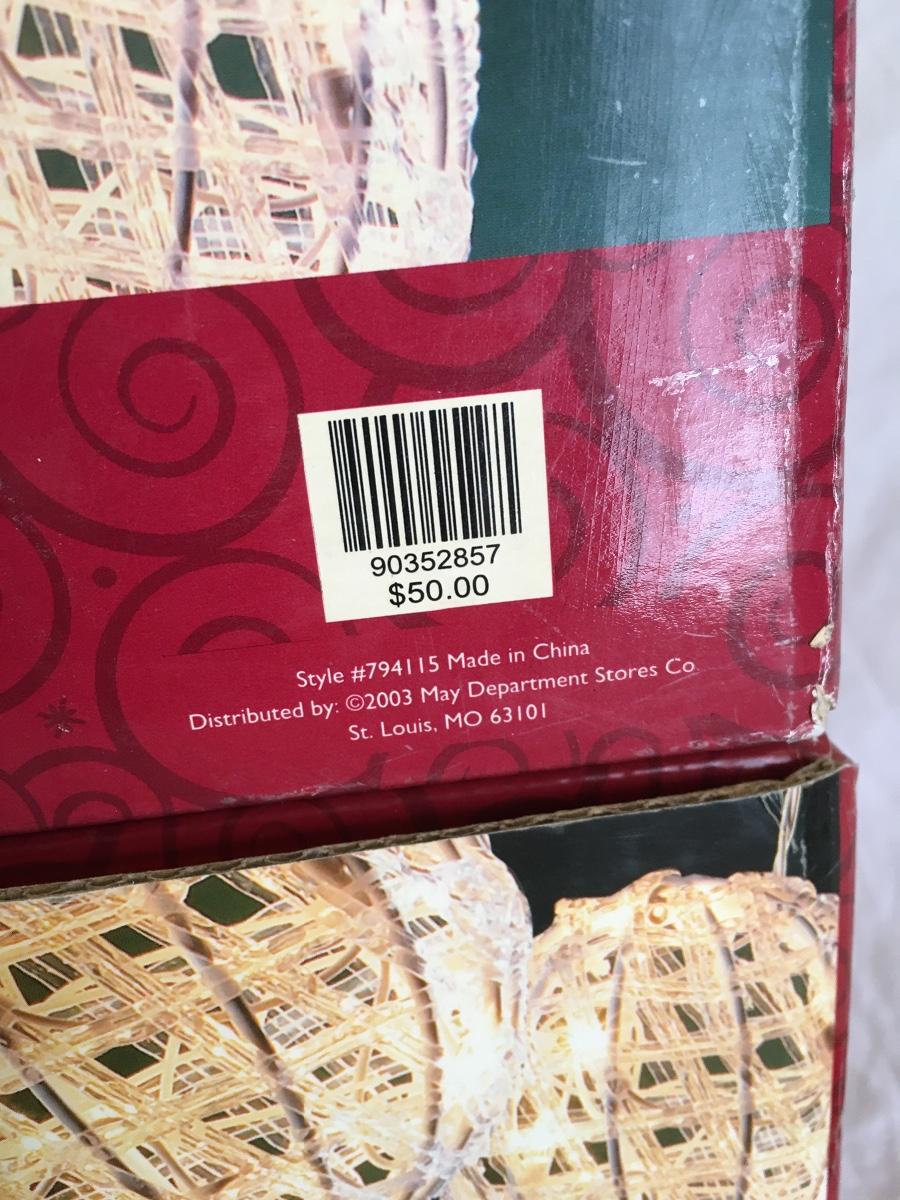 90352857
$50.00
Style #794115 Made in China
Distributed by: ©2003 May Department Stores Co.
St. Louis, MO 63101